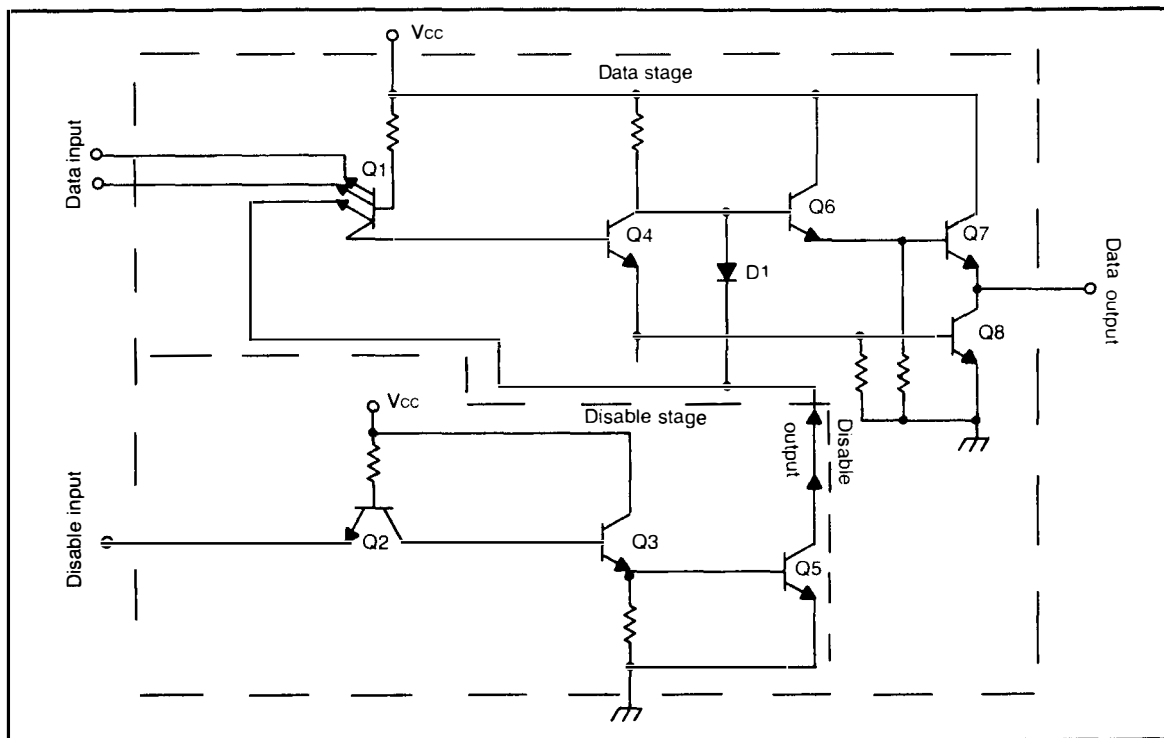 Vcc
Data stage
Data input
Q1
Q4
Q6
Q7
D1
Q8
Data output
Vcc
Disable stage
Disable output
Disable input
Q2
Q3
Q5